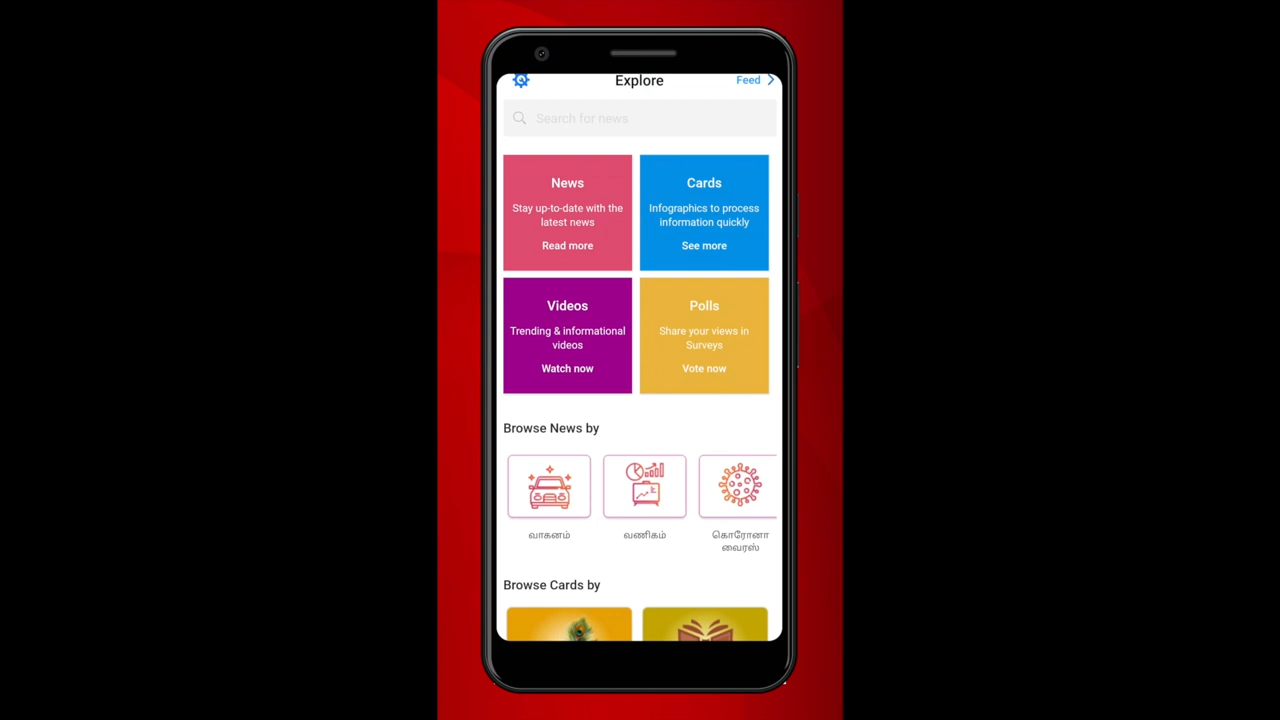 Explore
Feed
Search for news
News
Stay up-to-date with the
latest news
Read more
Cards
Infographics to process
information quickly
See more
Videos
Trending & informational
videos
Watch now
Polls
Share your views in
Surveys
Vote now
Browse News by
வாகனம்
வணிகம்
கொரோனா
வைரஸ்
Browse Cards by